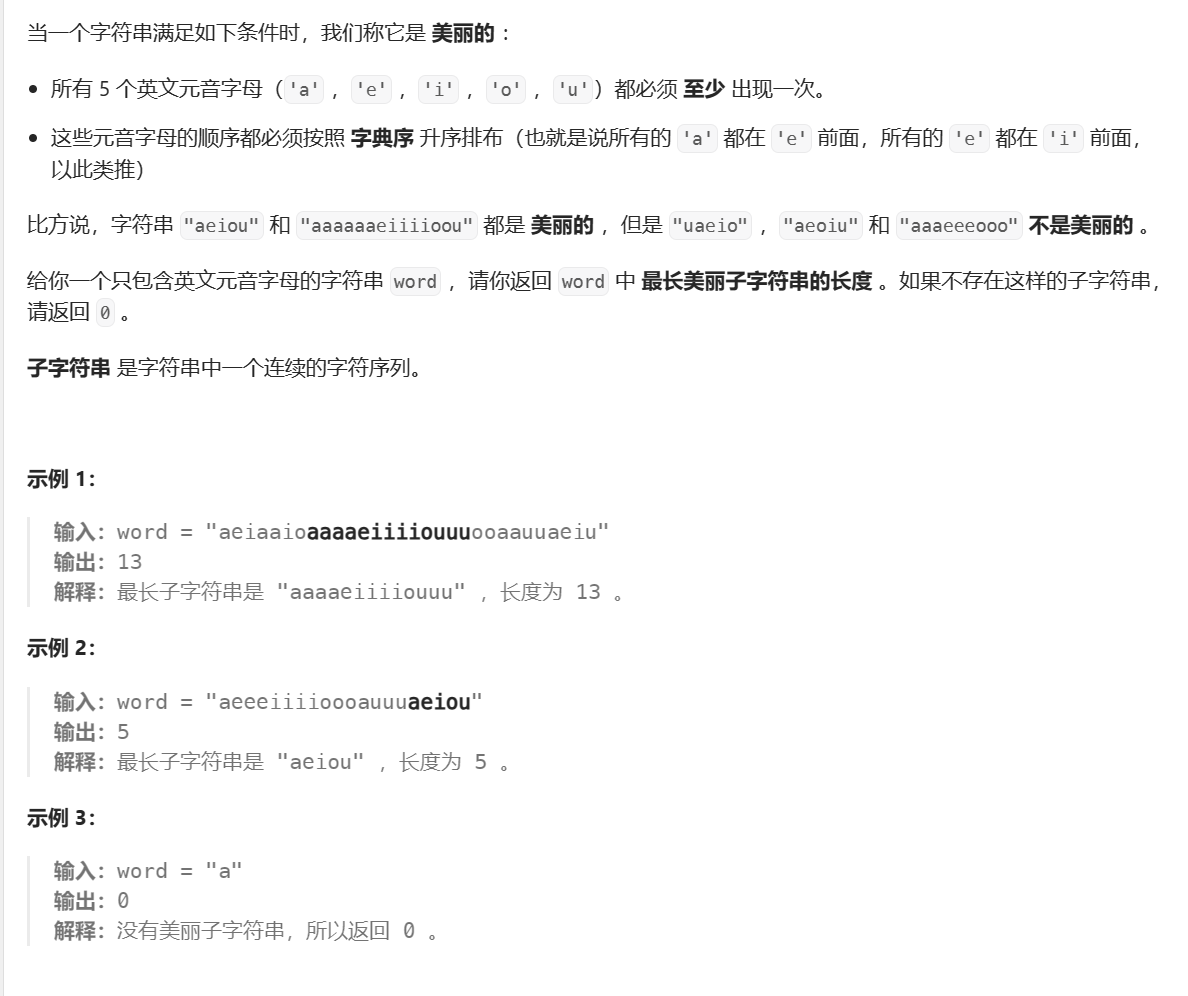 当一个字符串满足如下条件时，我们称它是 美丽的 ：
所有 5 个英文元音字母（'a' ，'e' ，'i' ，'o' ，'u'）都必须 至少 出现一次。
这些元音字母的顺序都必须按照 字典序 升序排布（也就是说所有的 'a' 都在 'e' 前面，所有的 'e' 都在 'i' 前面，
以此类推）
比方说，字符串 "aeiou" 和 "aaaaaaeiiiioou" 都是 美丽的 ，但是 "uaeio" ，"aeoiu" 和 "aaaeeeooo" 不是美丽的 。
给你一个只包含英文元音字母的字符串 word ，请你返回 word 中 最长美丽子字符串的长度 。如果不存在这样的子字符串，
请返回 0 。
子字符串 是字符串中一个连续的字符序列。
示例 1：
输入：word = "aeiaaioaaaaeiiiiouuuooaauuaeiu"
输出：13
解释：最长子字符串是 "aaaaeiiiiouuu" ，长度为 13 。
示例 2：
输入：word = "aeeeiiiioooauuuaeiou"
输出：5
解释：最长子字符串是 "aeiou" ，长度为 5 。
示例 3：
输入：word = "a"
输出：0
解释：没有美丽子字符串，所以返回 0 。